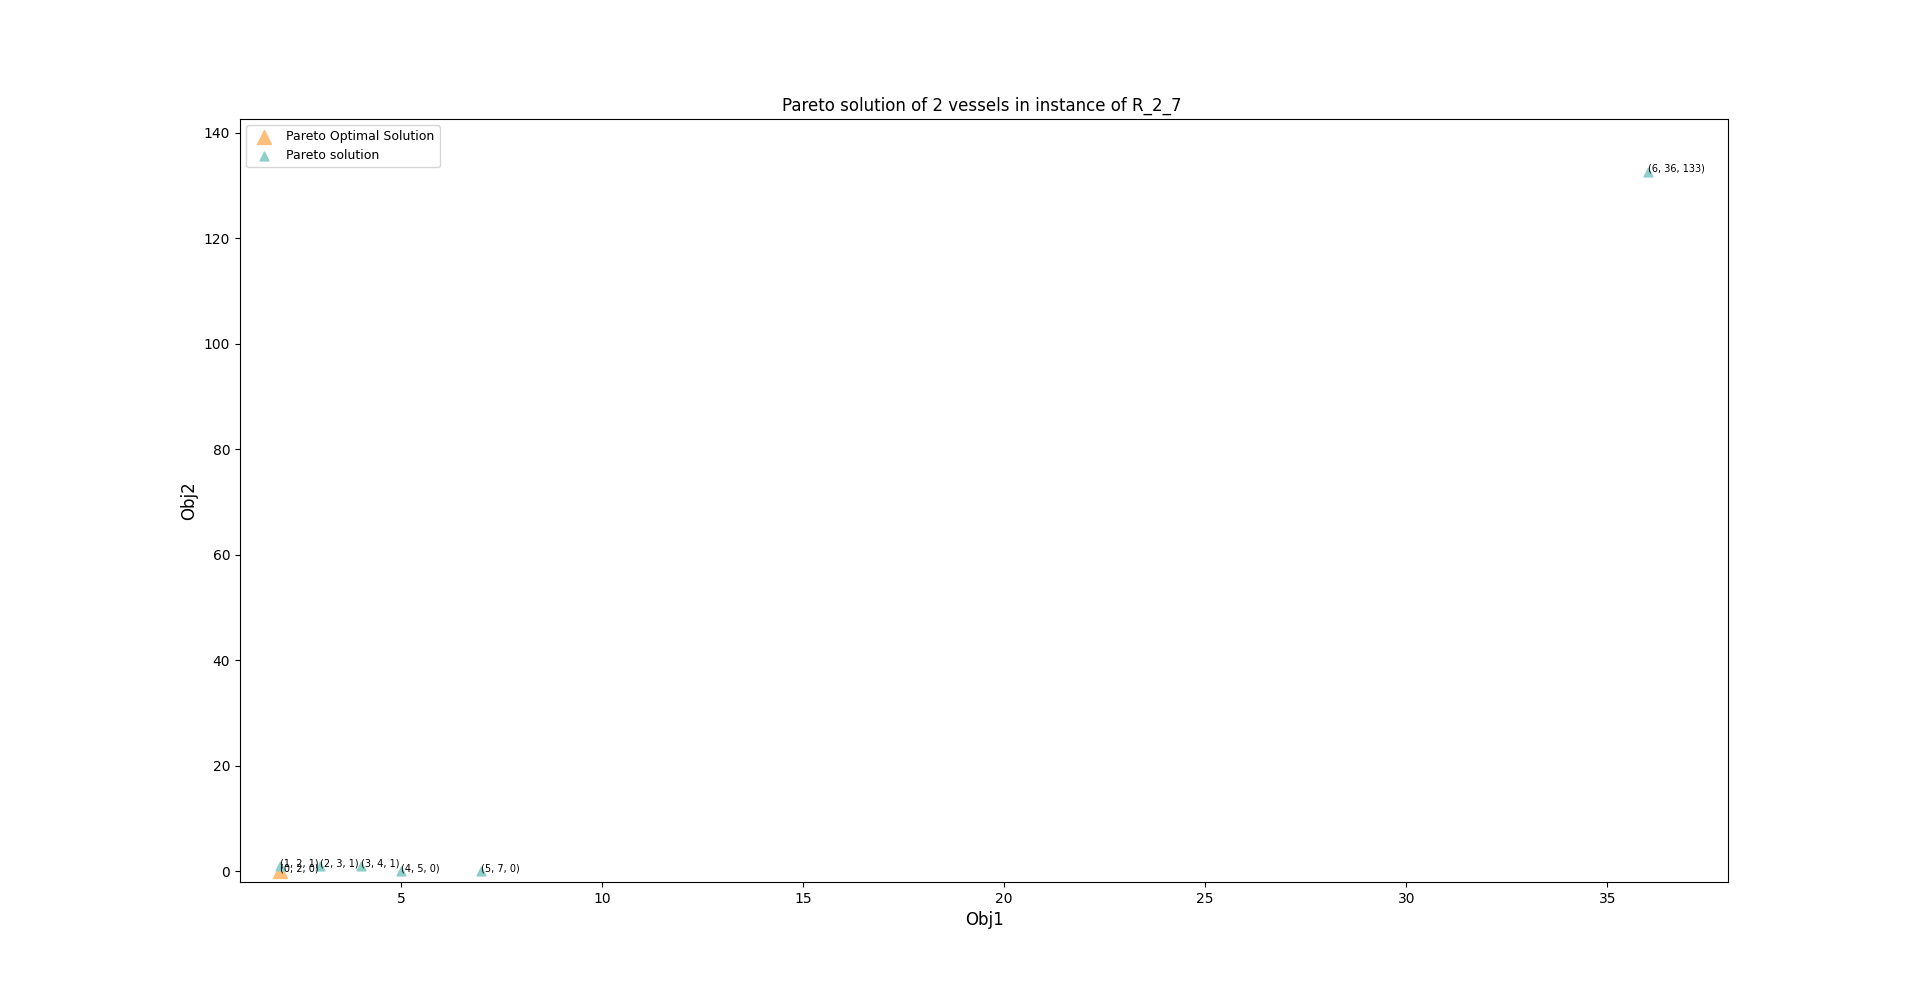 Pareto solution of 2 vessels in instance of R_2_7
Pareto Optimal Solution
Pareto solution
140
120
100
80
60
40
20
0
Obj2
(6, 36, 133)
(1, 2, 1)
(2, 3, 1)
(3, 4, 1)
(0, 2, 0)
(4, 5, 0)
(5, 7, 0)
5
10
15
20
25
30
35
Obj1